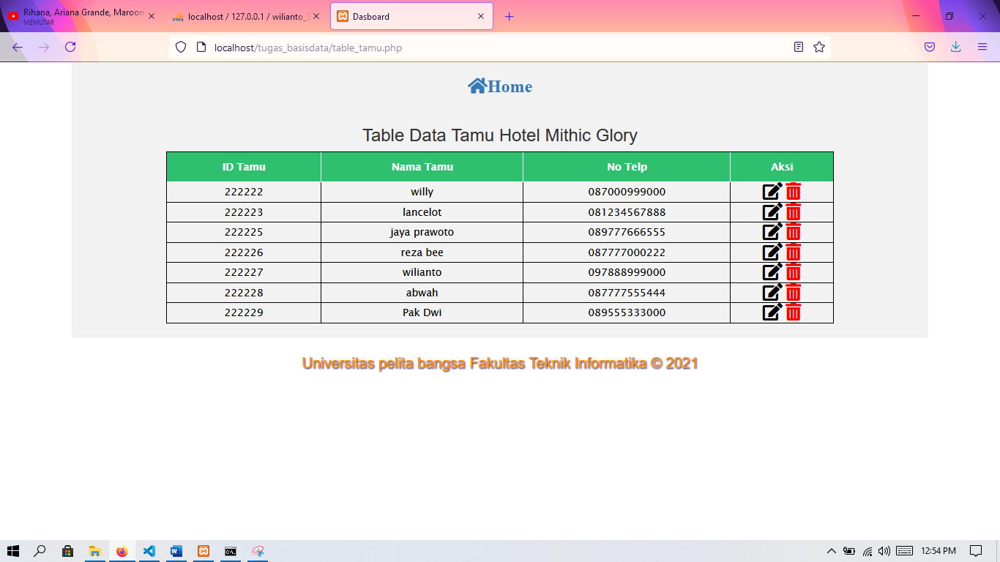 Rihana, Ariana Grande, Maroon
MEMUTAR
localhost / 127.0.0.1 / wilianto_3
Dasboard
localhost/tugas_basisdata/table_tamu.php
Home
Table Data Tamu Hotel Mithic Glory
ID Tamu Nama Tamu No Telp Aksi
222222 willy 087000999000
222223 lancelot 081234567888
222225 jaya prawoto 089777666555
222226 reza bee 087777000222
222227 wilianto 097888999000
222228 abwah 087777555444
222229 Pak Dwi 089555333000
Universitas pelita bangsa Fakultas Teknik Informatika © 2021
12:54 PM